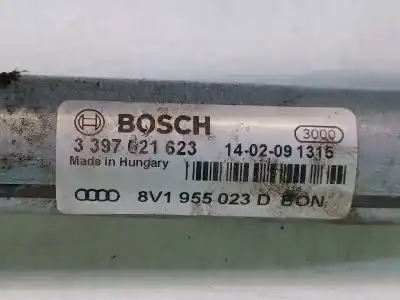 BOSCH 3000
3 397 021 623 14-02-09 1315
Made in Hungary
8V1 955 023 D BON